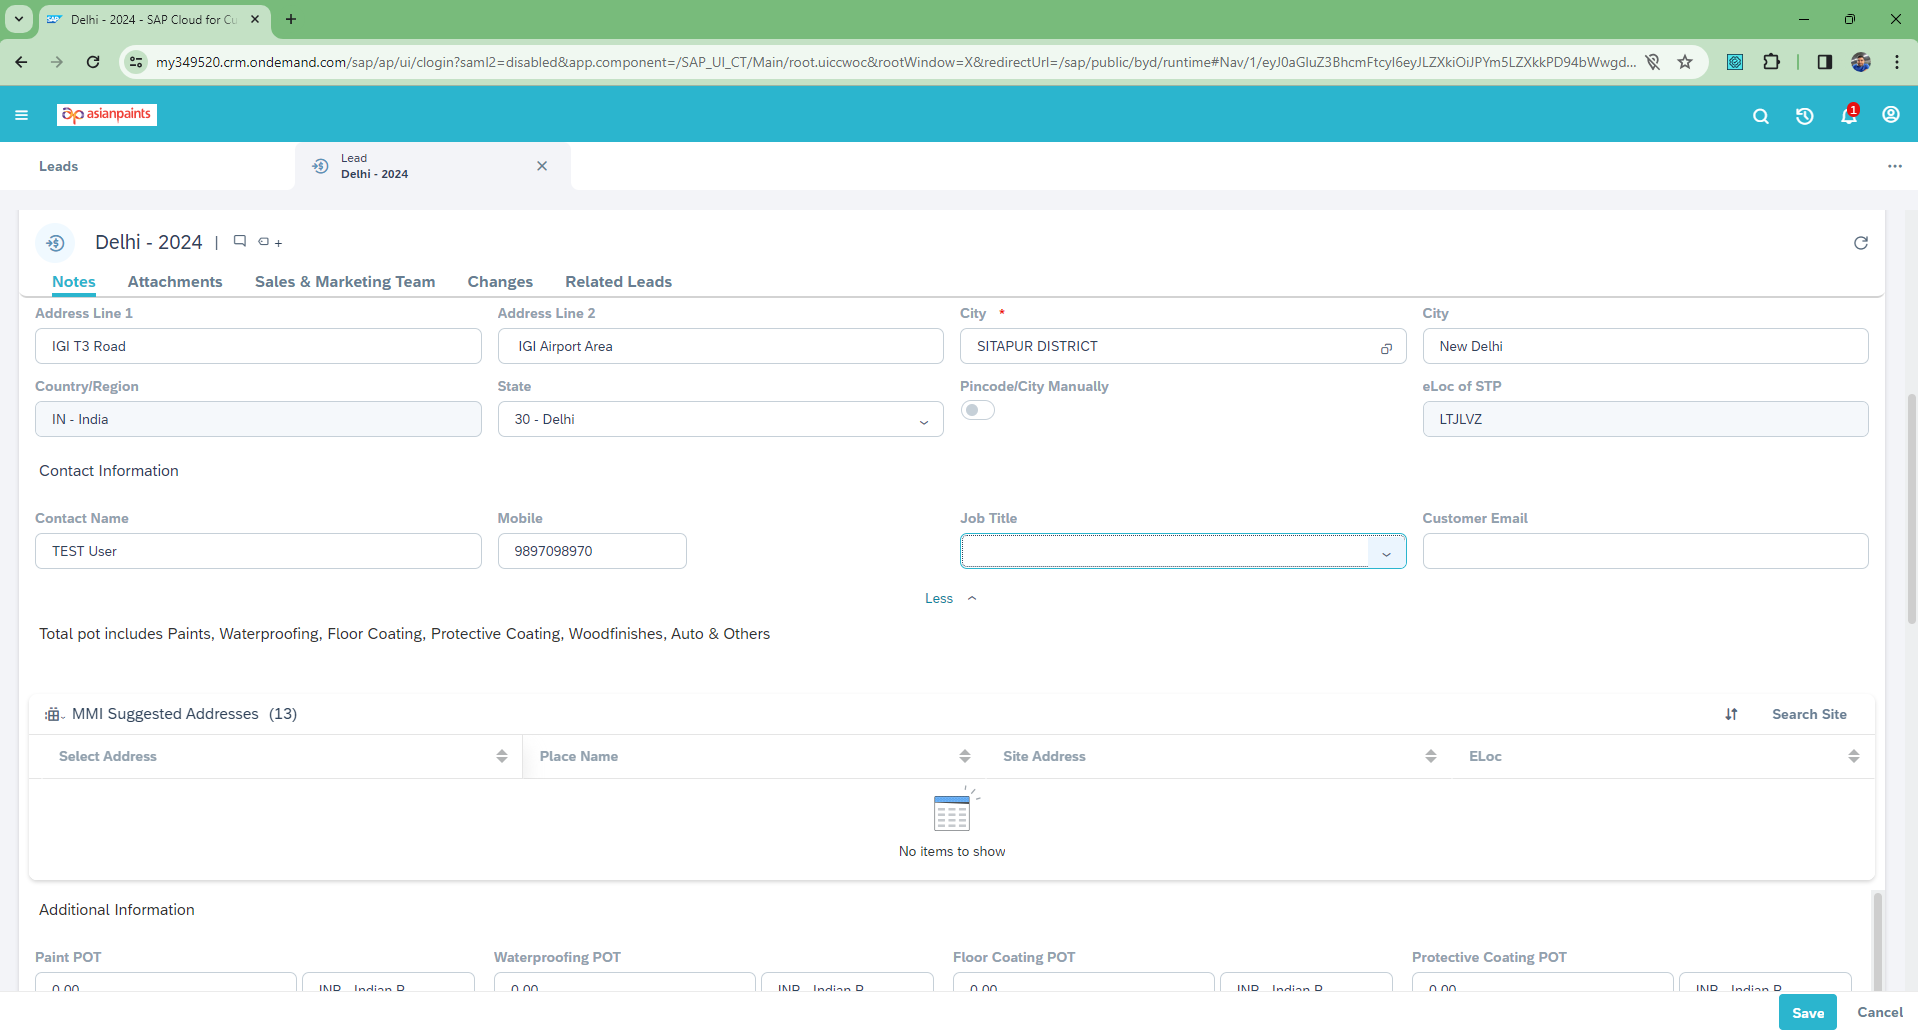 Delhi - 2024 - SAP Cloud for Cu
my349520.crm.ondemand.com/sap/ap/ui/clogin?saml2=disabled&app.component=/SAP_UI_CT/Main/root.uiccwoc&rootWindow=X&redirectUrl=/sap/public/byd/runtime#Nav/1/eyJ0aGluZ3BhcmFtcyI6eyJLZXkiOiJPYm5LZXkkPD94bWwgd...
asianpaints
1
Leads
Lead
Delhi - 2024
Delhi - 2024 |
Notes Attachments Sales & Marketing Team Changes Related Leads
Address Line 1 Address Line 2 City * City
IGI T3 Road IGI Airport Area SITAPUR DISTRICT New Delhi
Country/Region State Pincode/City Manually eLoc of STP
IN - India 30 - Delhi LTJLVZ
Contact Information
Contact Name Mobile Job Title Customer Email
TEST User 9897098970
Less
Total pot includes Paints, Waterproofing, Floor Coating, Protective Coating, Woodfinishes, Auto & Others
MMI Suggested Addresses (13) Search Site
Select Address Place Name Site Address ELoc
No items to show
Additional Information
Paint POT Waterproofing POT Floor Coating POT Protective Coating POT
0.00 INR - Indian R 0.00 INR - Indian R 0.00 INR - Indian R 0.00 INR - Indian R
Save Cancel